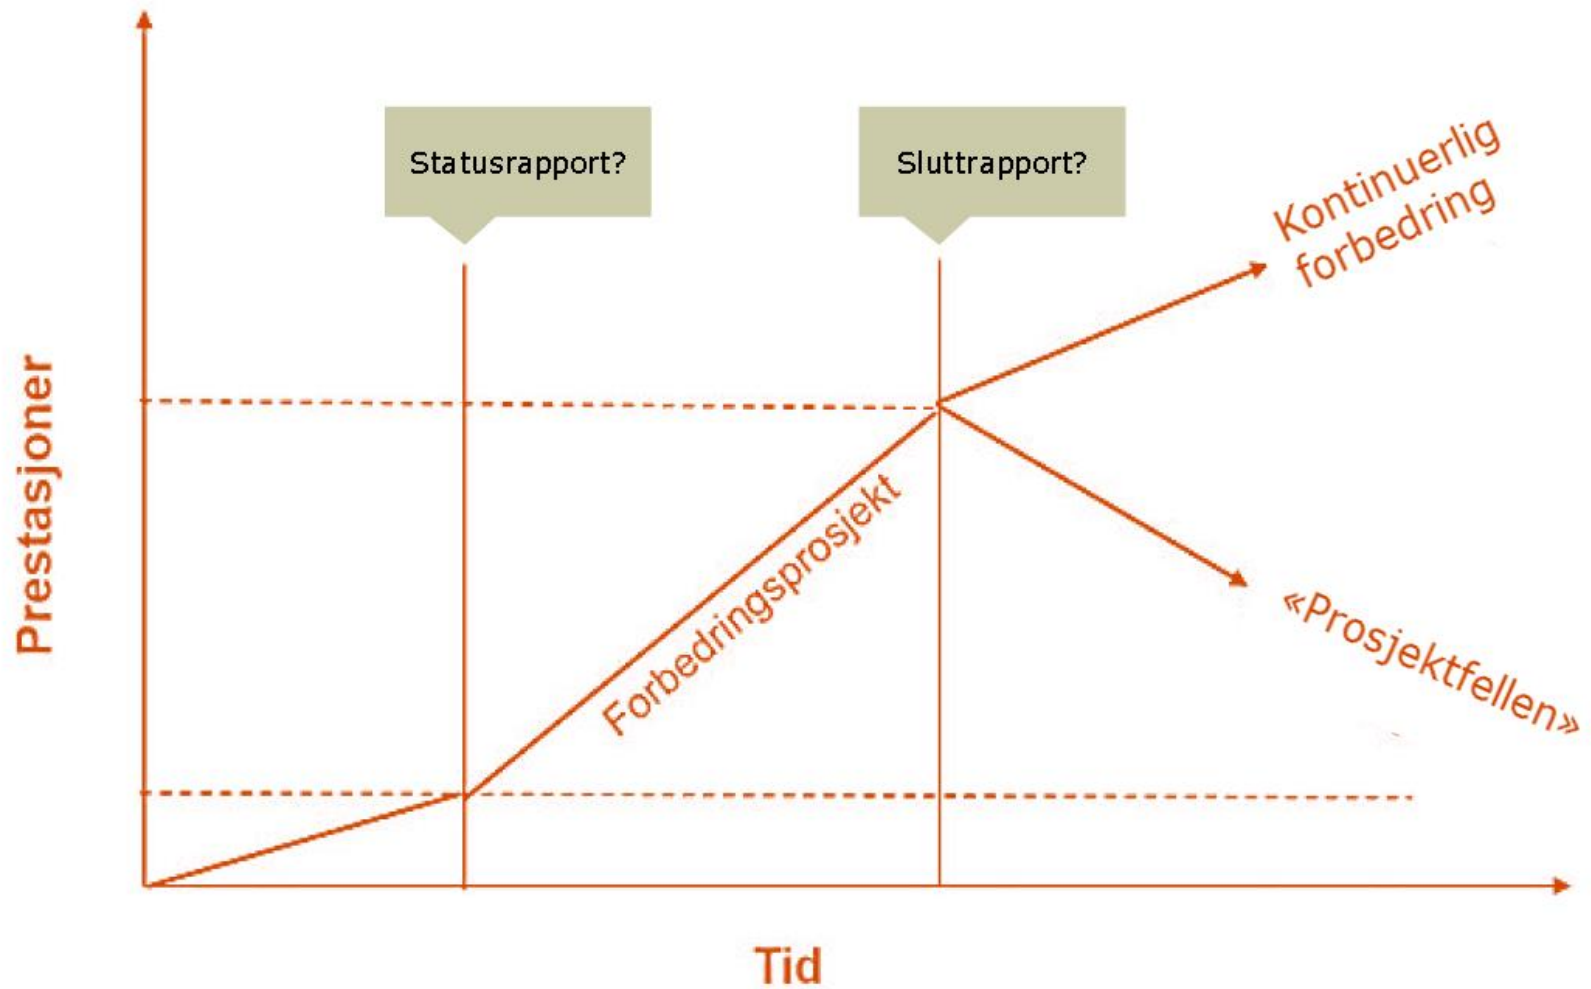 Statusrapport?
Sluttrapport?
Kontinuerlig
forbedring
Prestasjoner
Forbedringsprosjekt
«Prosjektfellen»
Tid